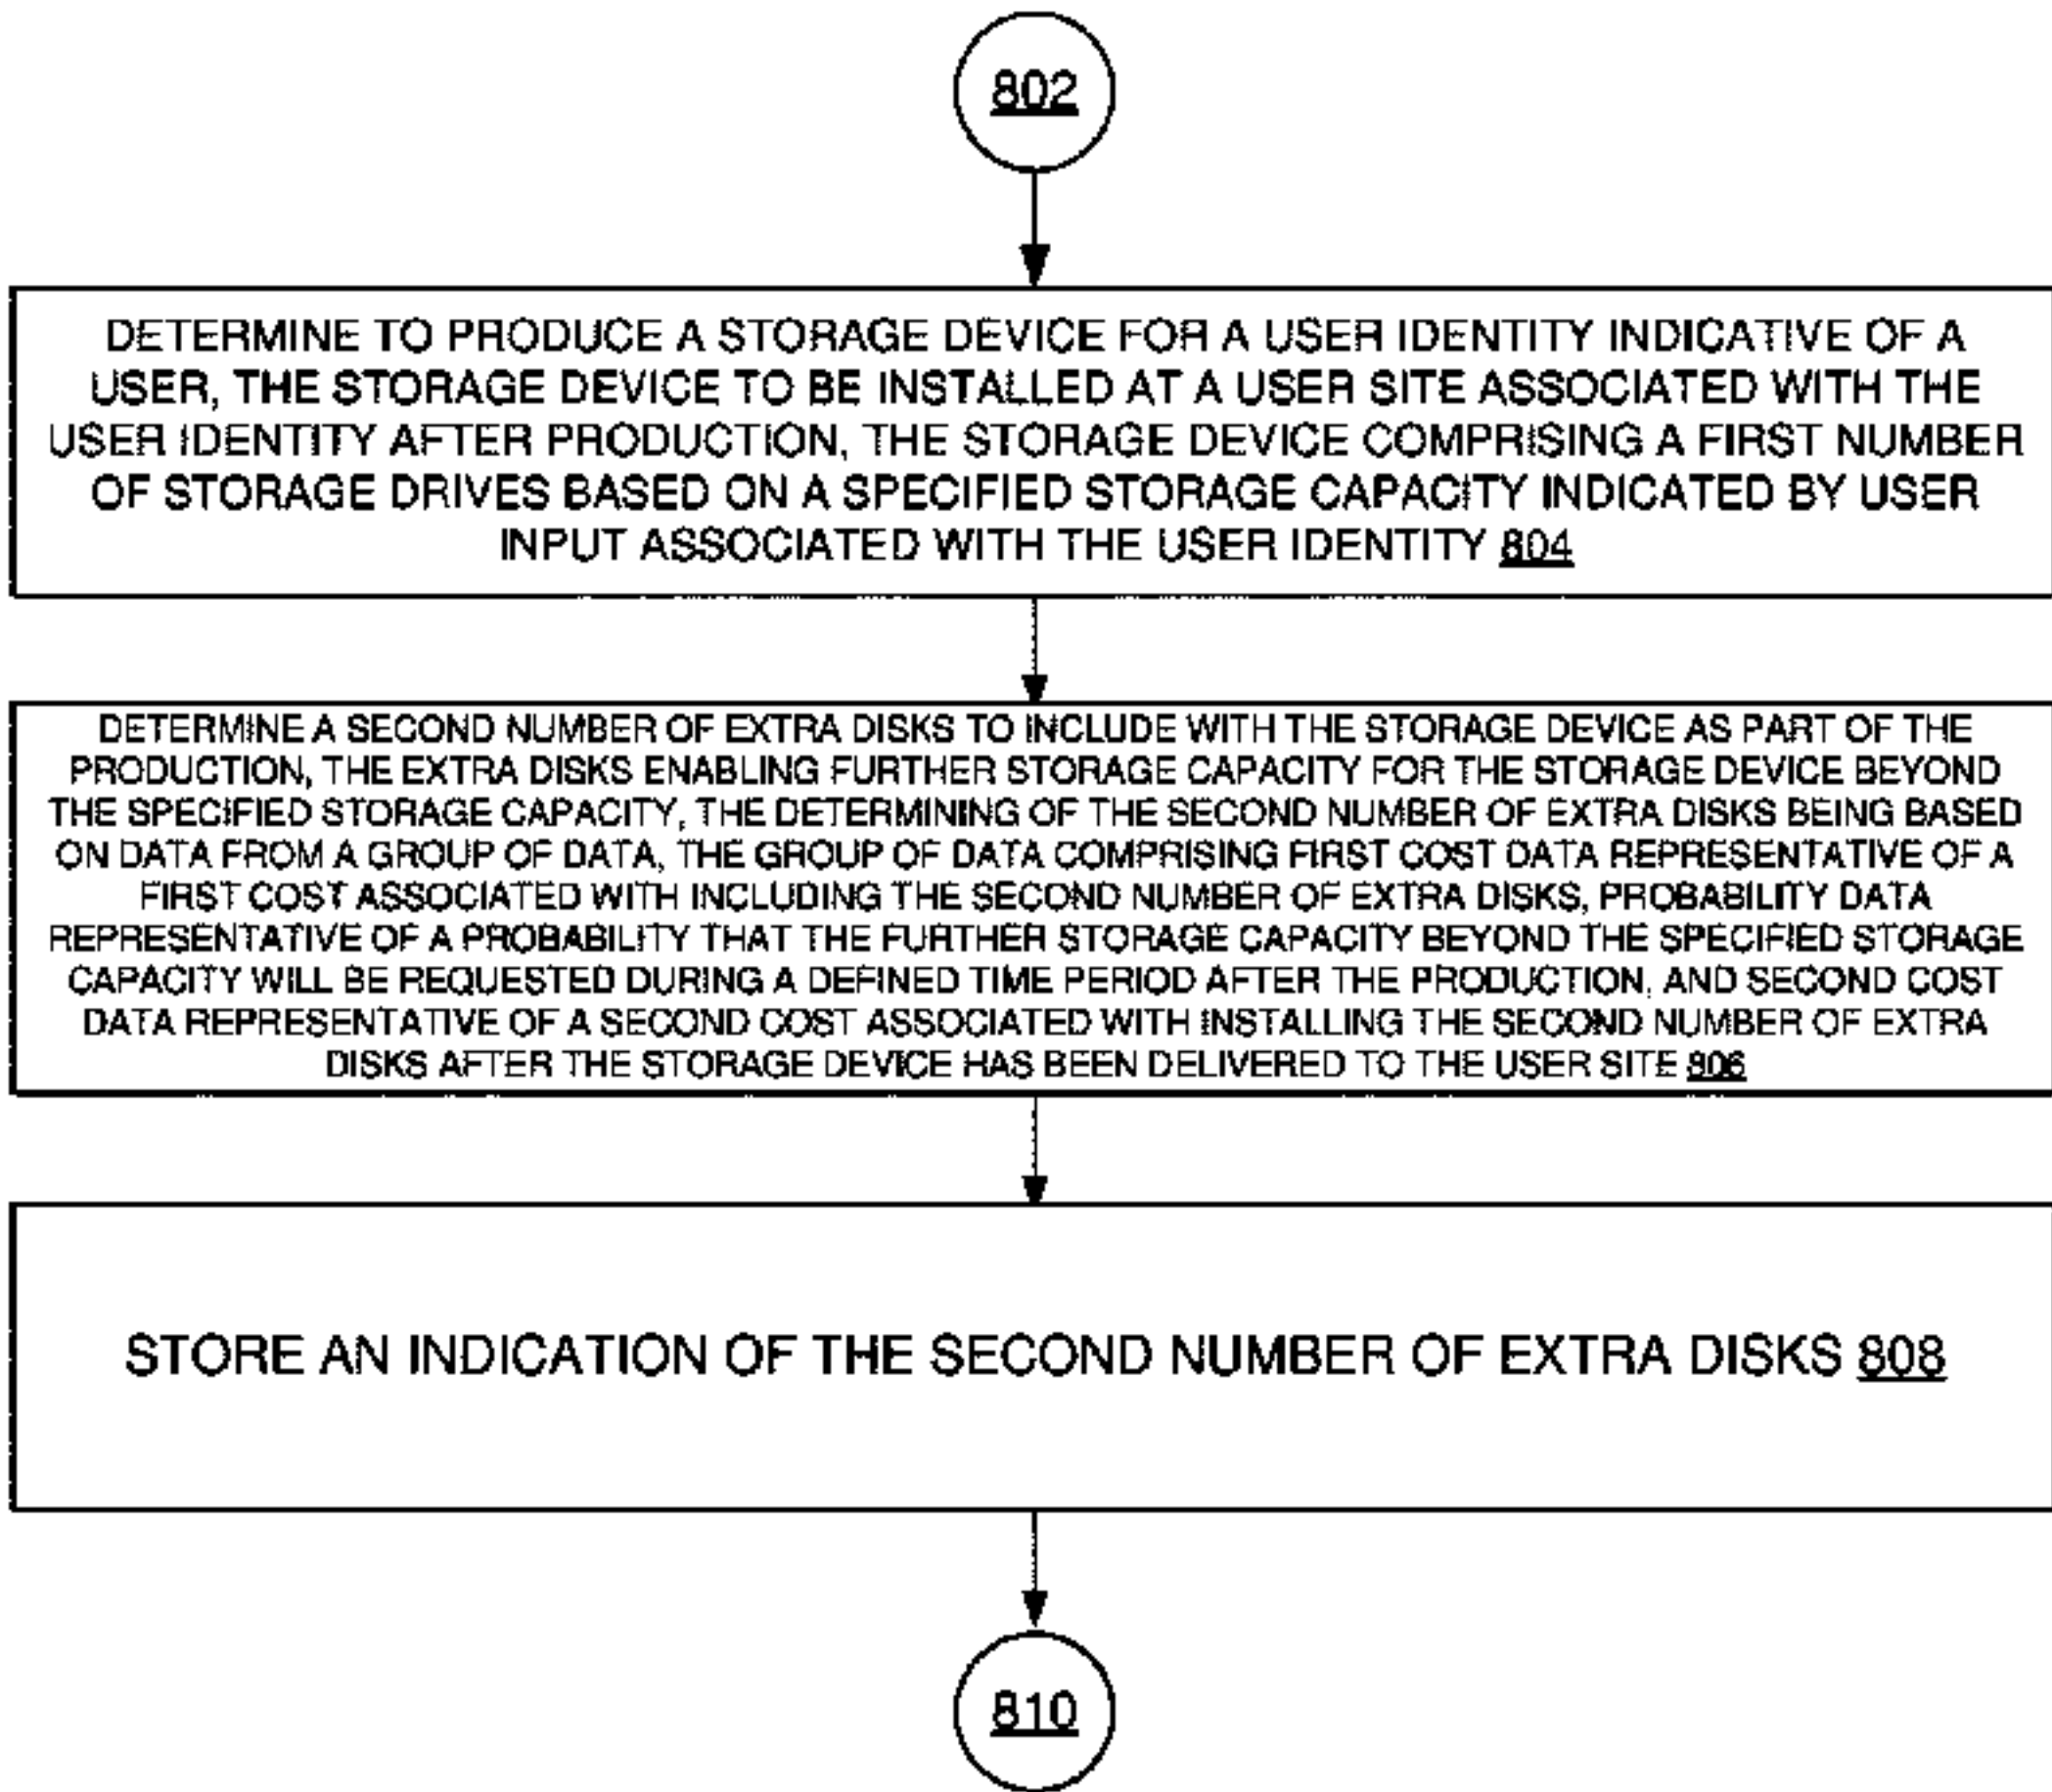 802
DETERMINE TO PRODUCE A STORAGE DEVICE FOR A USER IDENTITY INDICATIVE OF A
USER, THE STORAGE DEVICE TO BE INSTALLED AT A USER SITE ASSOCIATED WITH THE
USER IDENTITY AFTER PRODUCTION, THE STORAGE DEVICE COMPRISING A FIRST NUMBER
OF STORAGE DRIVES BASED ON A SPECIFIED STORAGE CAPACITY INDICATED BY USER
INPUT ASSOCIATED WITH THE USER IDENTITY 804
DETERMINE A SECOND NUMBER OF EXTRA DISKS TO INCLUDE WITH THE STORAGE DEVICE AS PART OF THE
PRODUCTION, THE EXTRA DISKS ENABLING FURTHER STORAGE CAPACITY FOR THE STORAGE DEVICE BEYOND
THE SPECIFIED STORAGE CAPACITY, THE DETERMINING OF THE SECOND NUMBER OF EXTRA DISKS BEING BASED
ON DATA FROM A GROUP OF DATA, THE GROUP OF DATA COMPRISING FIRST COST DATA REPRESENTATIVE OF A
FIRST COST ASSOCIATED WITH INCLUDING THE SECOND NUMBER OF EXTRA DISKS, PROBABILITY DATA
REPRESENTATIVE OF A PROBABILITY THAT THE FURTHER STORAGE CAPACITY BEYOND THE SPECIFIED STORAGE
CAPACITY WILL BE REQUESTED DURING A DEFINED TIME PERIOD AFTER THE PRODUCTION, AND SECOND COST
DATA REPRESENTATIVE OF A SECOND COST ASSOCIATED WITH INSTALLING THE SECOND NUMBER OF EXTRA
DISKS AFTER THE STORAGE DEVICE HAS BEEN DELIVERED TO THE USER SITE 806
STORE AN INDICATION OF THE SECOND NUMBER OF EXTRA DISKS 808
810